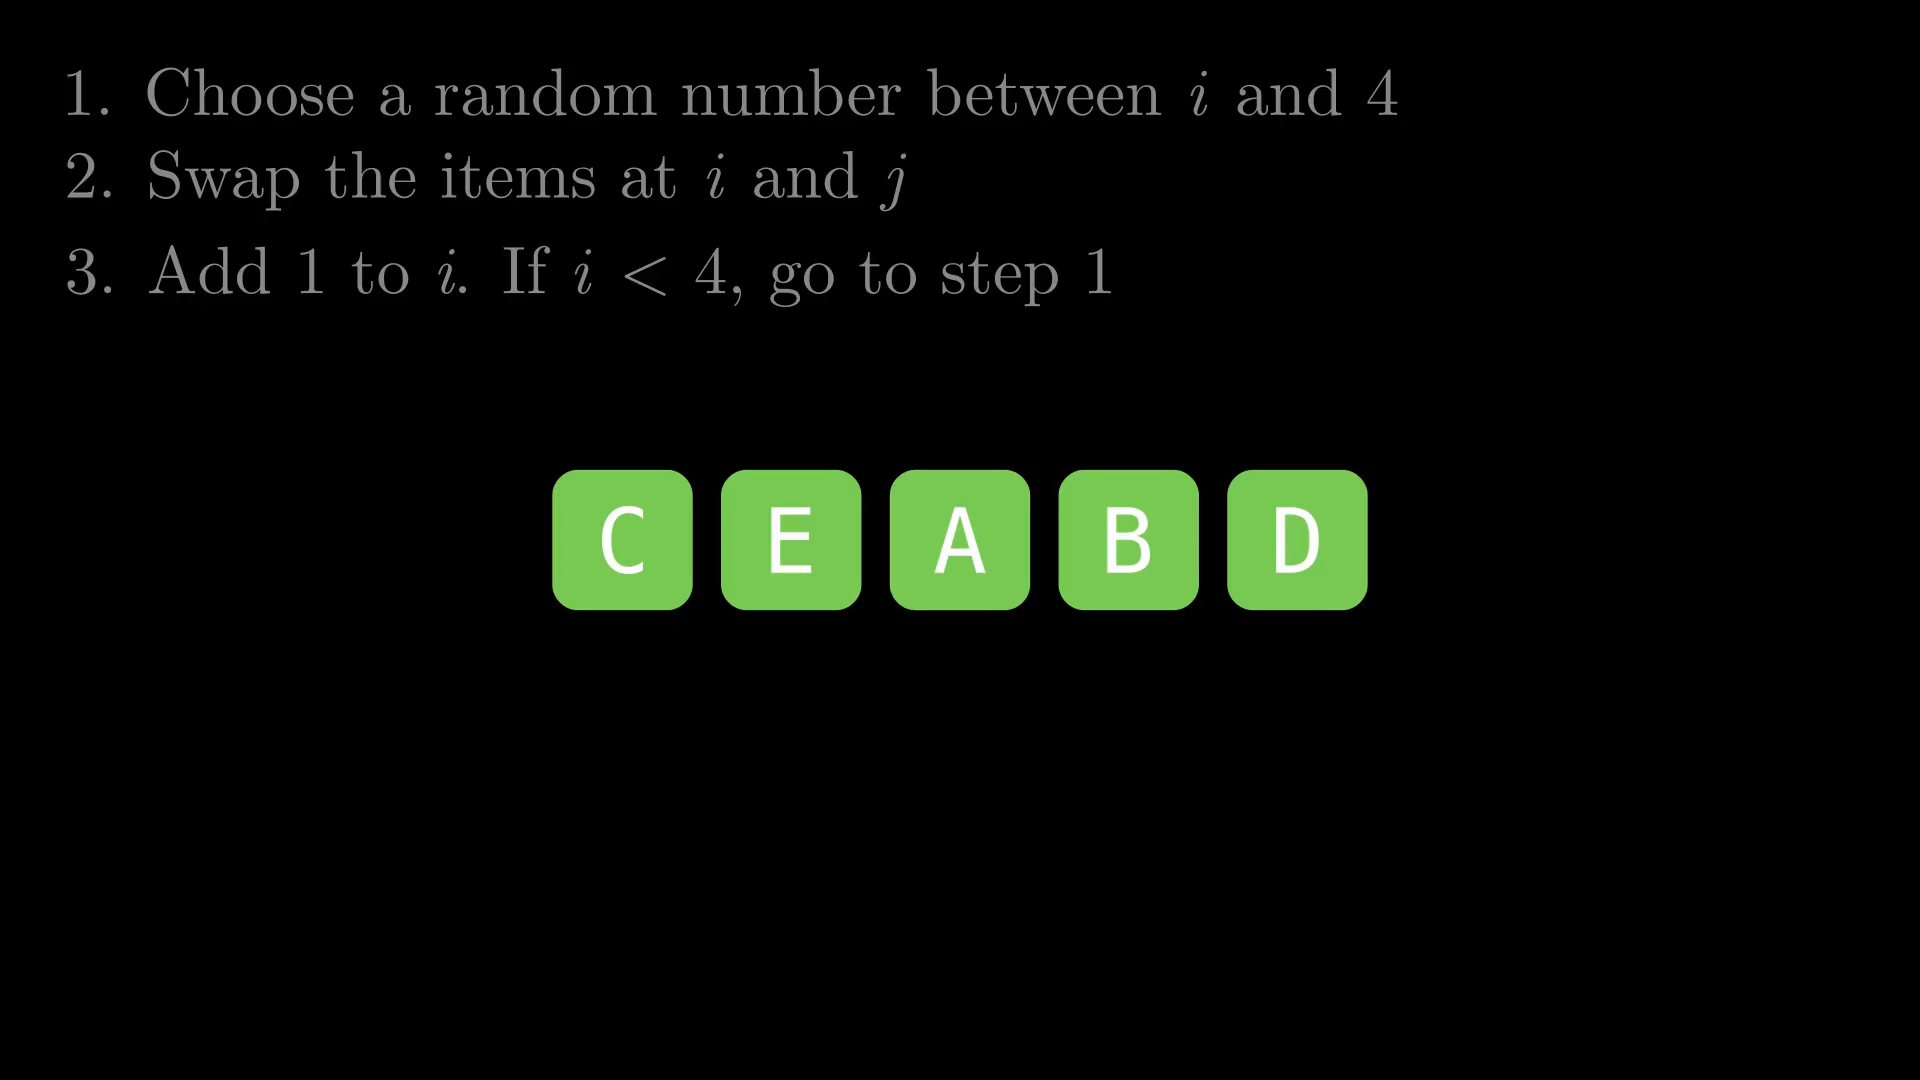 1. Choose a random number between i and 4
2. Swap the items at i and j
3. Add 1 to i. If i < 4, go to step 1
C E A B D